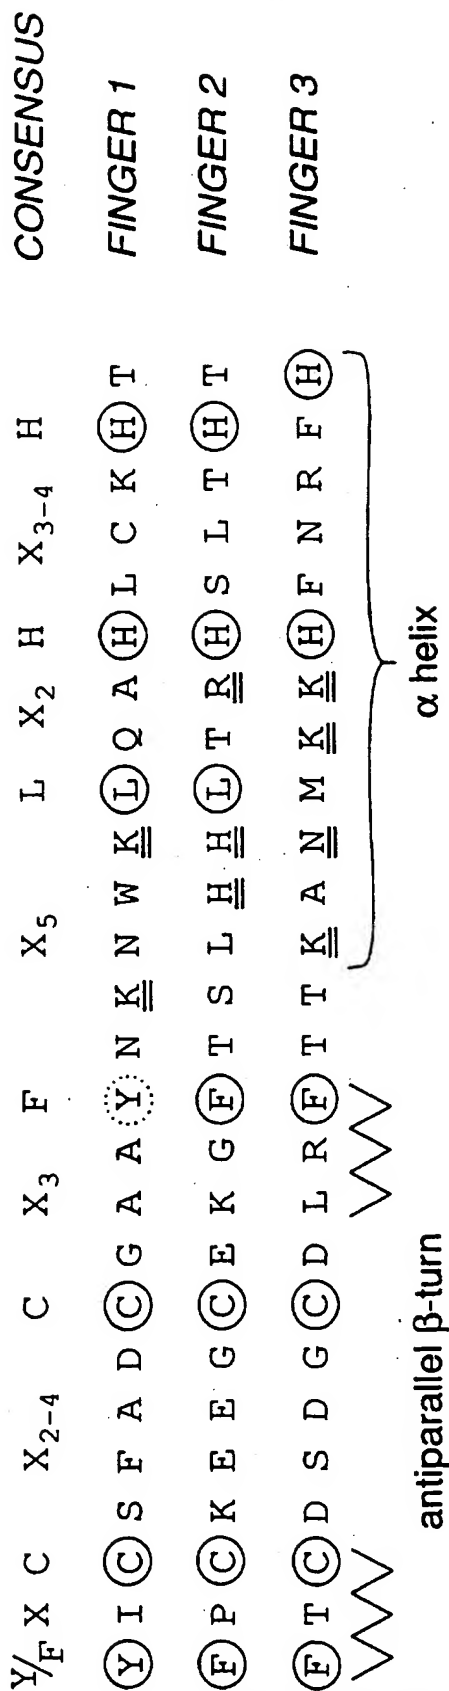 Y/F X C X2-4 C X3 F X5 L X2 H X3-4 H CONSENSUS
Y I C S F A D C G A A Y N K N W K L Q A H L C K H T FINGER 1
F P C K E E G C E K G F T S L H H L T R H S L T H T FINGER 2
F T C D S D G C D L R F T T K A N M K K H F N R F H FINGER 3
antiparallel β-turn α helix